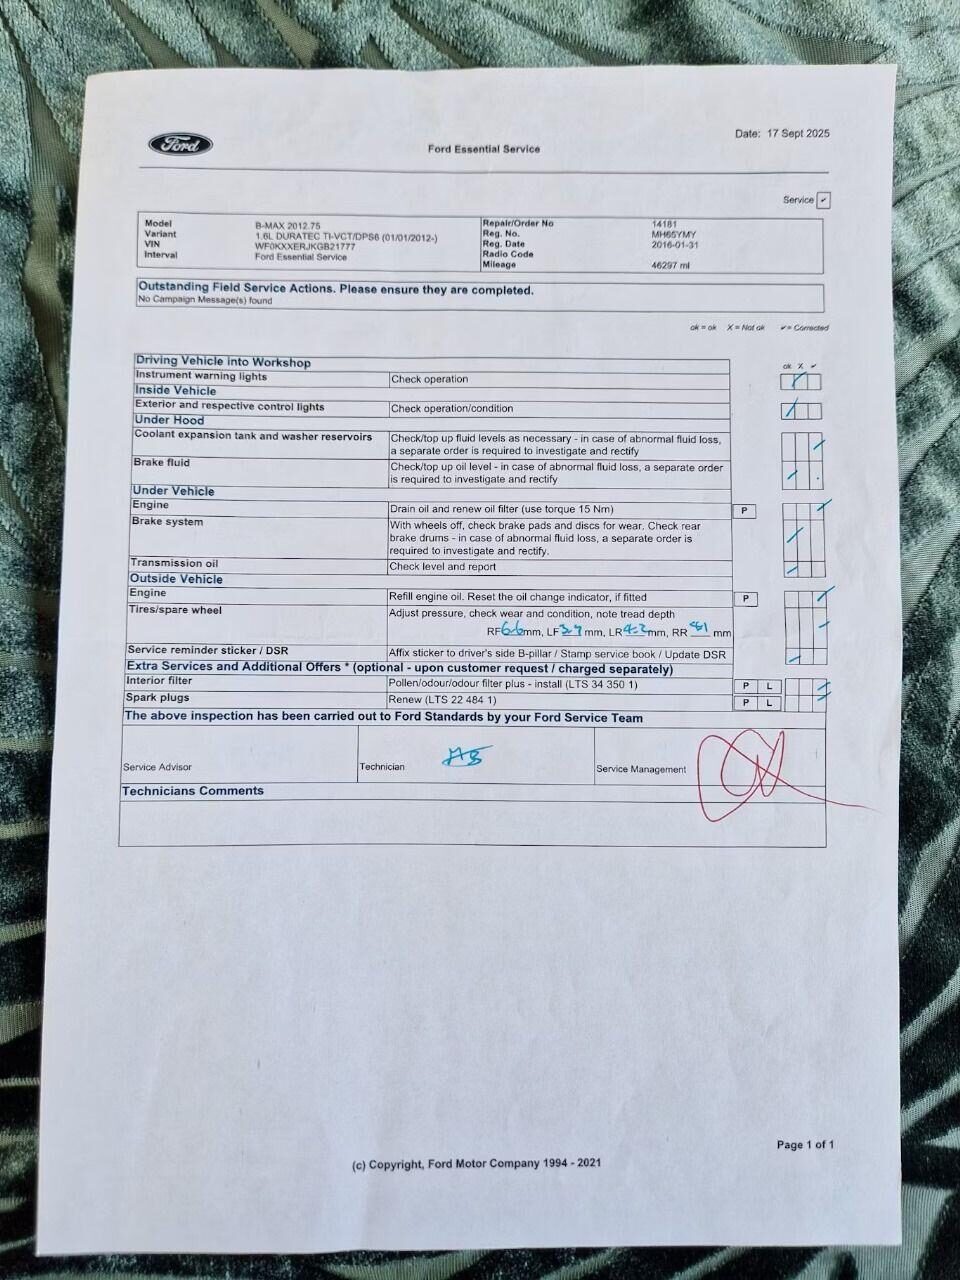 Date: 17 Sept 2025
Ford
Ford Essential Service
Service ✓
Model B-MAX 2012.75 Repair/Order No 14181
Variant 1.6L DURATEC TI-VCT/DPS6 (01/01/2012-) Reg. No. MH65YMY
VIN WF0KXXERJKGB21777 Reg. Date 2016-01-31
Interval Ford Essential Service Radio Code
Mileage 46297 ml
Outstanding Field Service Actions. Please ensure they are completed.
No Campaign Message(s) found
ok = ok X = Not ok ✓= Corrected
Driving Vehicle into Workshop ok X ✓
Instrument warning lights Check operation
Inside Vehicle
Exterior and respective control lights Check operation/condition
Under Hood
Coolant expansion tank and washer reservoirs Check/top up fluid levels as necessary - in case of abnormal fluid loss,
a separate order is required to investigate and rectify
Brake fluid Check/top up oil level - in case of abnormal fluid loss, a separate order
is required to investigate and rectify
Under Vehicle
Engine Drain oil and renew oil filter (use torque 15 Nm) P
Brake system With wheels off, check brake pads and discs for wear. Check rear
brake drums - in case of abnormal fluid loss, a separate order is
required to investigate and rectify.
Transmission oil Check level and report
Outside Vehicle
Engine Refill engine oil. Reset the oil change indicator, if fitted P
Tires/spare wheel Adjust pressure, check wear and condition, note tread depth
RF 6.6 mm, LF mm, LR 4.2 mm, RR mm
Service reminder sticker / DSR Affix sticker to driver's side B-pillar / Stamp service book / Update DSR
Extra Services and Additional Offers * (optional - upon customer request / charged separately)
Interior filter Pollen/odour/odour filter plus - install (LTS 34 350 1) P L
Spark plugs Renew (LTS 22 484 1) P L
The above inspection has been carried out to Ford Standards by your Ford Service Team
Service Advisor Technician Service Management
Technicians Comments
Page 1 of 1
(c) Copyright, Ford Motor Company 1994 - 2021